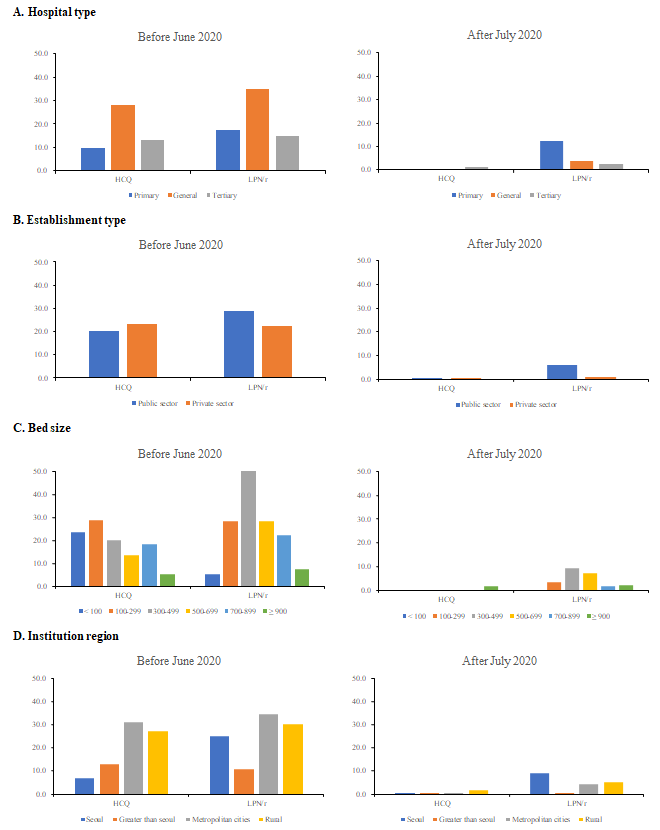 A. Hospital type
Before June 2020
50.0
40.0
30.0
20.0
10.0
0.0
HCQ LPN/r
Primary General Tertiary
After July 2020
50.0
40.0
30.0
20.0
10.0
0.0
HCQ LPN/r
Primary General Tertiary
B. Establishment type
Before June 2020
50.0
40.0
30.0
20.0
10.0
0.0
HCQ LPN/r
Public sector Private sector
After July 2020
50.0
40.0
30.0
20.0
10.0
0.0
HCQ LPN/r
Public sector Private sector
C. Bed size
Before June 2020
50.0
40.0
30.0
20.0
10.0
0.0
HCQ LPN/r
< 100 100-299 300-499 500-699 700-899 ≥ 900
After July 2020
50.0
40.0
30.0
20.0
10.0
0.0
HCQ LPN/r
< 100 100-299 300-499 500-699 700-899 ≥ 900
D. Institution region
Before June 2020
50.0
40.0
30.0
20.0
10.0
0.0
HCQ LPN/r
Seoul Greater than seoul Metropolitan cities Rural
After July 2020
50.0
40.0
30.0
20.0
10.0
0.0
HCQ LPN/r
Seoul Greater than seoul Metropolitan cities Rural